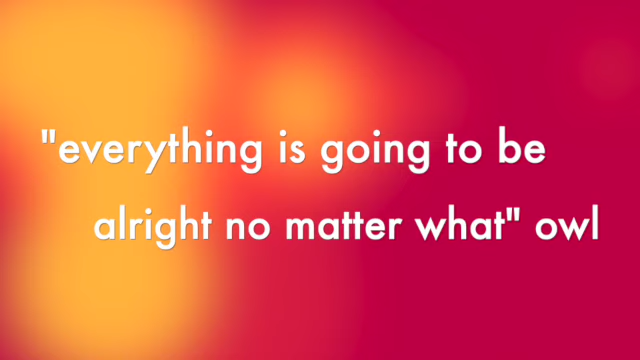 "everything is going to be
alright no matter what" owl